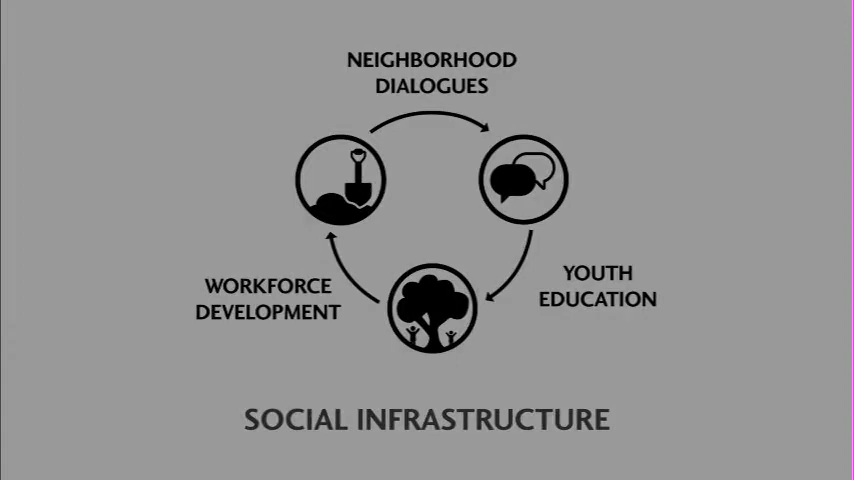 NEIGHBORHOOD
DIALOGUES
WORKFORCE
DEVELOPMENT
YOUTH
EDUCATION
SOCIAL INFRASTRUCTURE